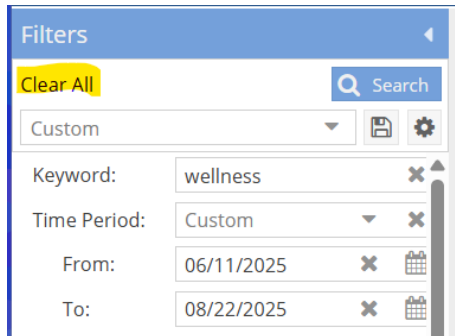 Filters
Clear All Search
Custom
Keyword: wellness
Time Period: Custom
From: 06/11/2025
To: 08/22/2025